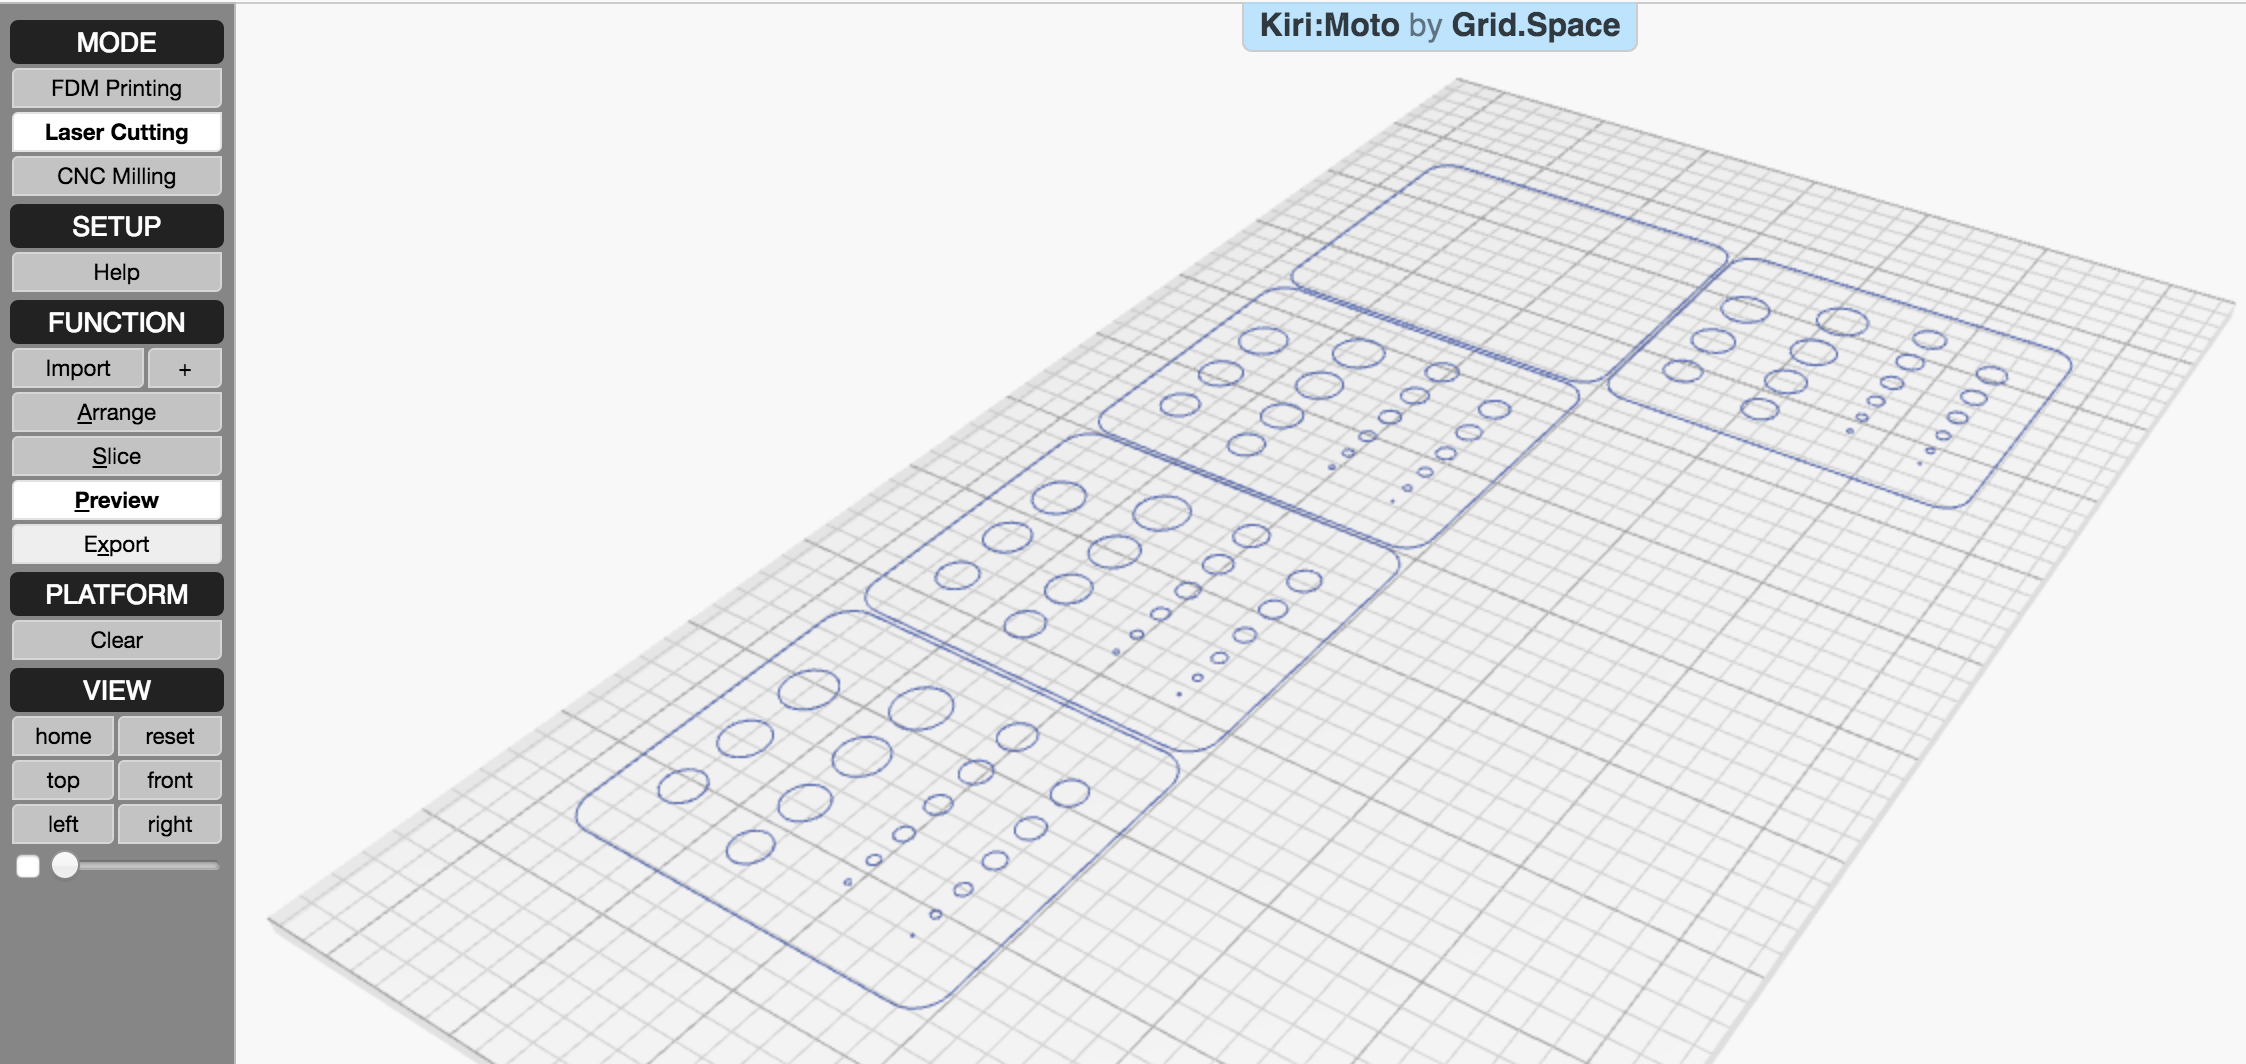 Kiri:Moto by Grid.Space
MODE
FDM Printing
Laser Cutting
CNC Milling
SETUP
Help
FUNCTION
Import +
Arrange
Slice
Preview
Export
PLATFORM
Clear
VIEW
home reset
top front
left right